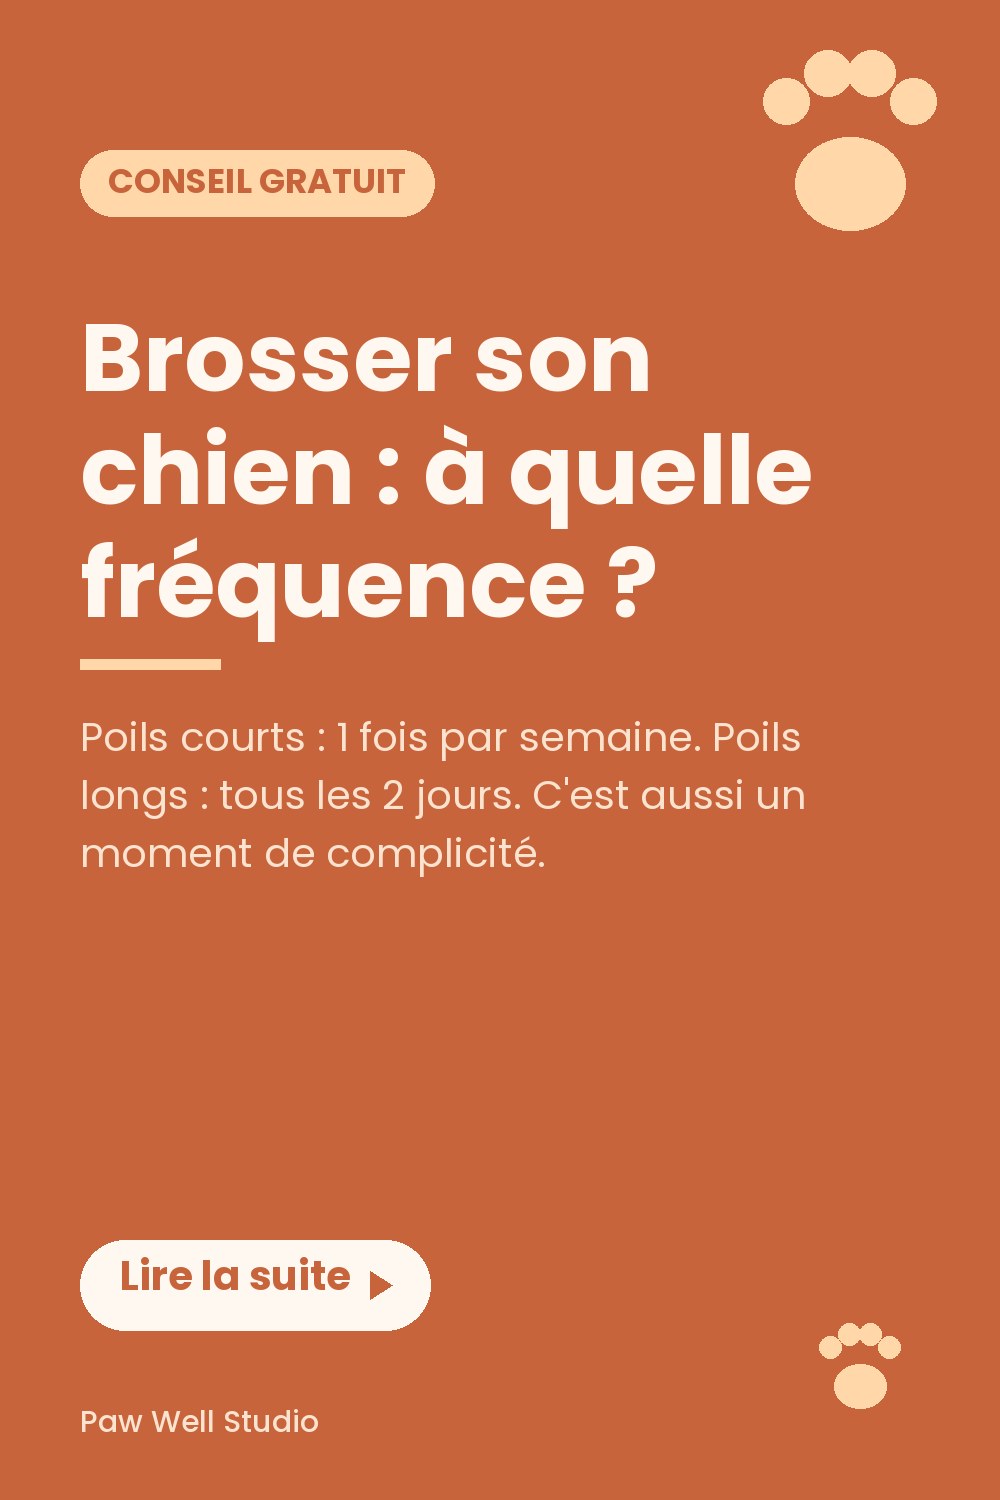 CONSEIL GRATUIT
Brosser son
chien : à quelle
fréquence ?
Poils courts : 1 fois par semaine. Poils
longs : tous les 2 jours. C'est aussi un
moment de complicité.
Lire la suite
Paw Well Studio